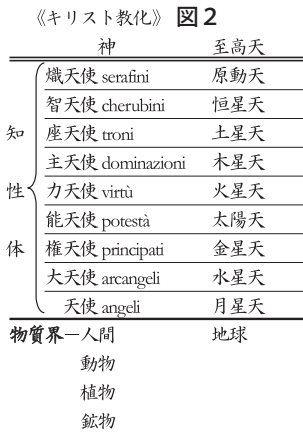 《キリスト教化》 図2
神 至高天
熾天使 serafini 原動天
智天使 cherubini 恒星天
知 座天使 troni 土星天
主天使 dominazioni 木星天
性 力天使 virtù 火星天
能天使 potestà 太陽天
体 権天使 principati 金星天
大天使 arcangeli 水星天
天使 angeli 月星天
物質界—人間 地球
動物
植物
鉱物